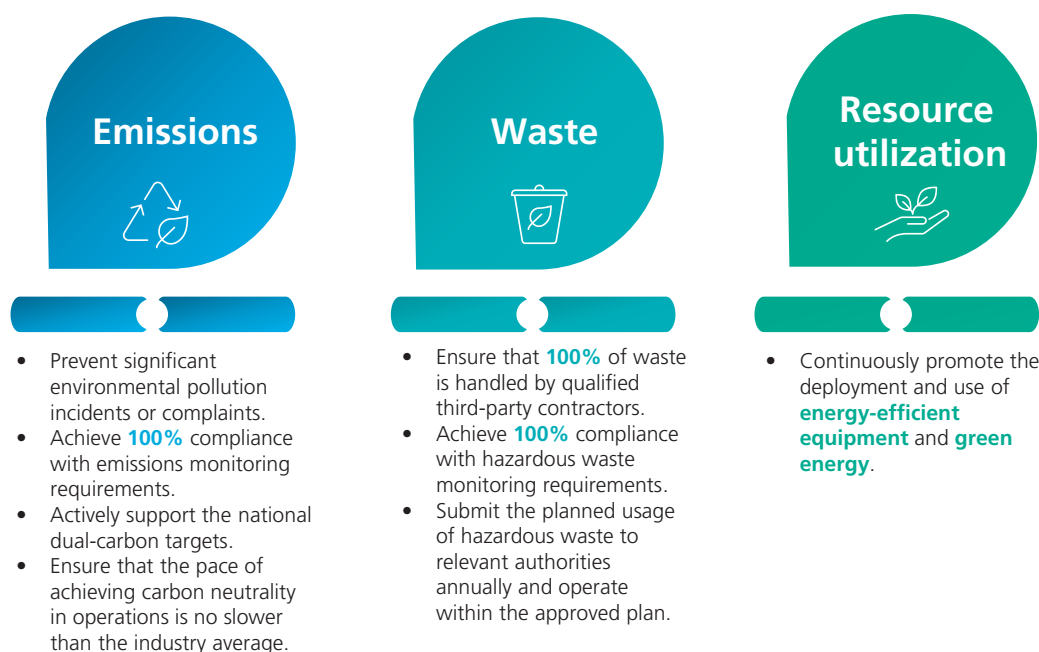 Emissions
• Prevent significant
environmental pollution
incidents or complaints.
• Achieve 100% compliance
with emissions monitoring
requirements.
• Actively support the national
dual-carbon targets.
• Ensure that the pace of
achieving carbon neutrality
in operations is no slower
than the industry average.
Waste
• Ensure that 100% of waste
is handled by qualified
third-party contractors.
• Achieve 100% compliance
with hazardous waste
monitoring requirements.
• Submit the planned usage
of hazardous waste to
relevant authorities
annually and operate
within the approved plan.
Resource
utilization
• Continuously promote the
deployment and use of
energy-efficient
equipment and green
energy.